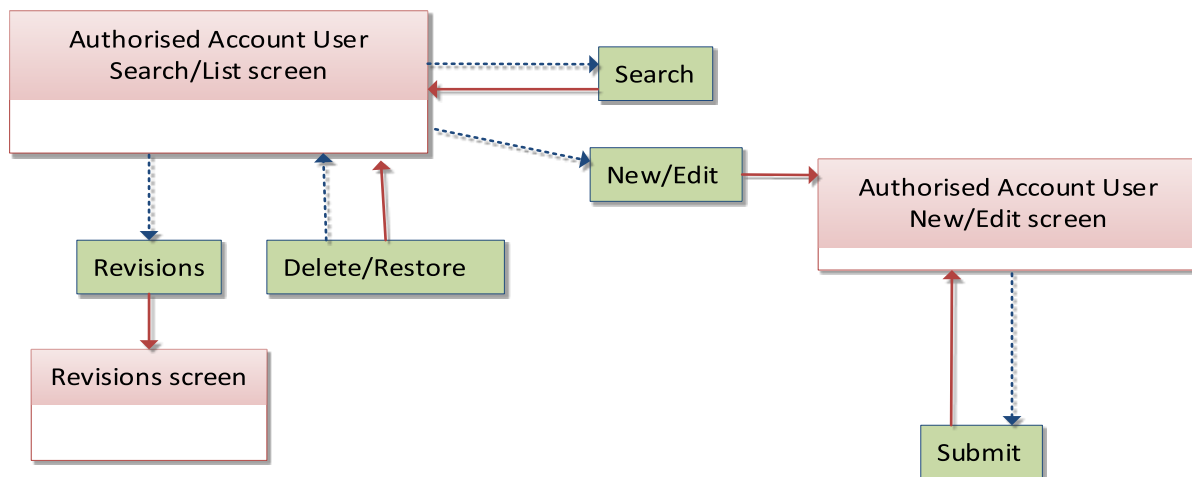 Authorised Account User
Search/List screen
Search
New/Edit
Authorised Account User
New/Edit screen
Revisions
Delete/Restore
Revisions screen
Submit